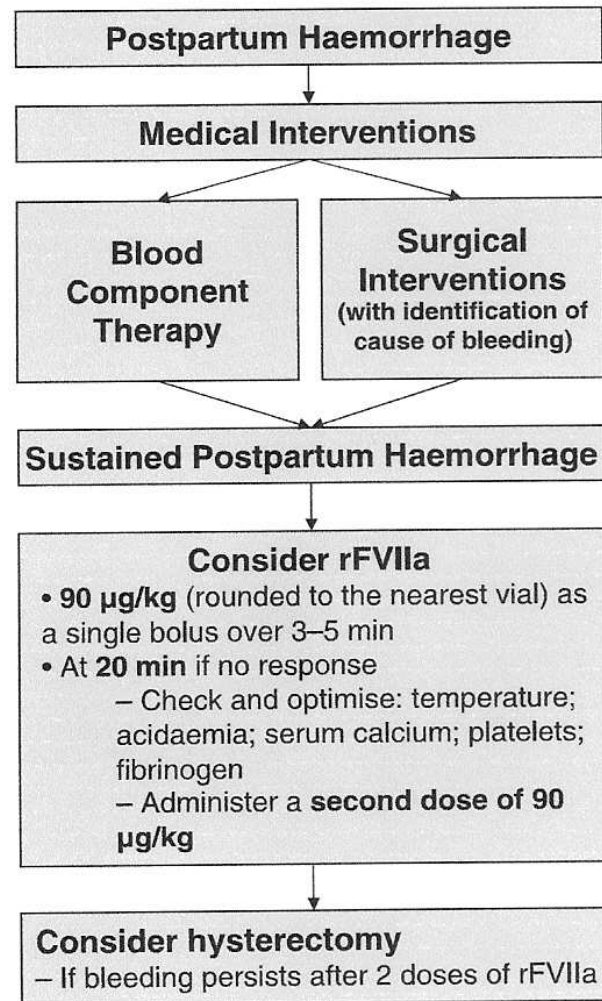 Postpartum Haemorrhage
Medical Interventions
Blood
Component
Therapy
Surgical
Interventions
(with identification of
cause of bleeding)
Sustained Postpartum Haemorrhage
Consider rFVIIa
• 90 µg/kg (rounded to the nearest vial) as
a single bolus over 3–5 min
• At 20 min if no response
– Check and optimise: temperature;
acidaemia; serum calcium; platelets;
fibrinogen
– Administer a second dose of 90
µg/kg
Consider hysterectomy
– If bleeding persists after 2 doses of rFVIIa